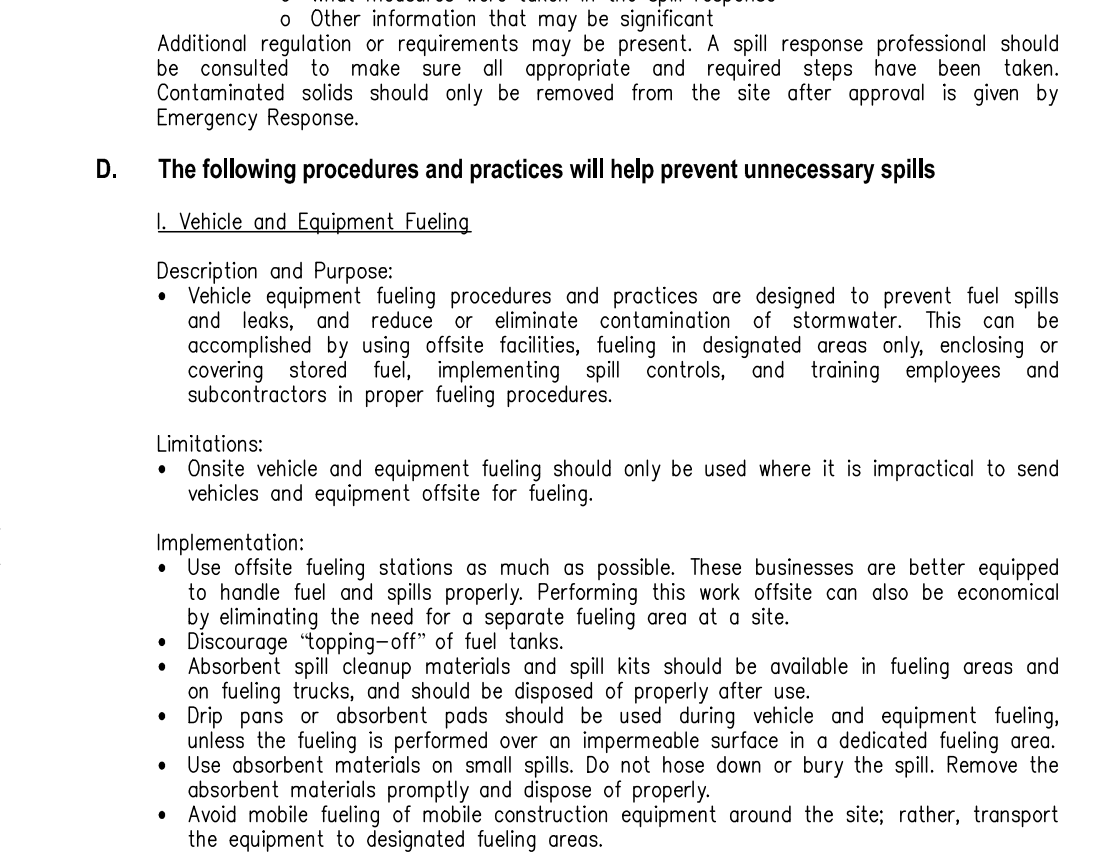 o What measures were taken in the spill response
o Other information that may be significant
Additional regulation or requirements may be present. A spill response professional should
be consulted to make sure all appropriate and required steps have been taken.
Contaminated solids should only be removed from the site after approval is given by
Emergency Response.
D. The following procedures and practices will help prevent unnecessary spills
I. Vehicle and Equipment Fueling
Description and Purpose:
• Vehicle equipment fueling procedures and practices are designed to prevent fuel spills
and leaks, and reduce or eliminate contamination of stormwater. This can be
accomplished by using offsite facilities, fueling in designated areas only, enclosing or
covering stored fuel, implementing spill controls, and training employees and
subcontractors in proper fueling procedures.
Limitations:
• Onsite vehicle and equipment fueling should only be used where it is impractical to send
vehicles and equipment offsite for fueling.
Implementation:
• Use offsite fueling stations as much as possible. These businesses are better equipped
to handle fuel and spills properly. Performing this work offsite can also be economical
by eliminating the need for a separate fueling area at a site.
• Discourage “topping–off” of fuel tanks.
• Absorbent spill cleanup materials and spill kits should be available in fueling areas and
on fueling trucks, and should be disposed of properly after use.
• Drip pans or absorbent pads should be used during vehicle and equipment fueling,
unless the fueling is performed over an impermeable surface in a dedicated fueling area.
• Use absorbent materials on small spills. Do not hose down or bury the spill. Remove the
absorbent materials promptly and dispose of properly.
• Avoid mobile fueling of mobile construction equipment around the site; rather, transport
the equipment to designated fueling areas.